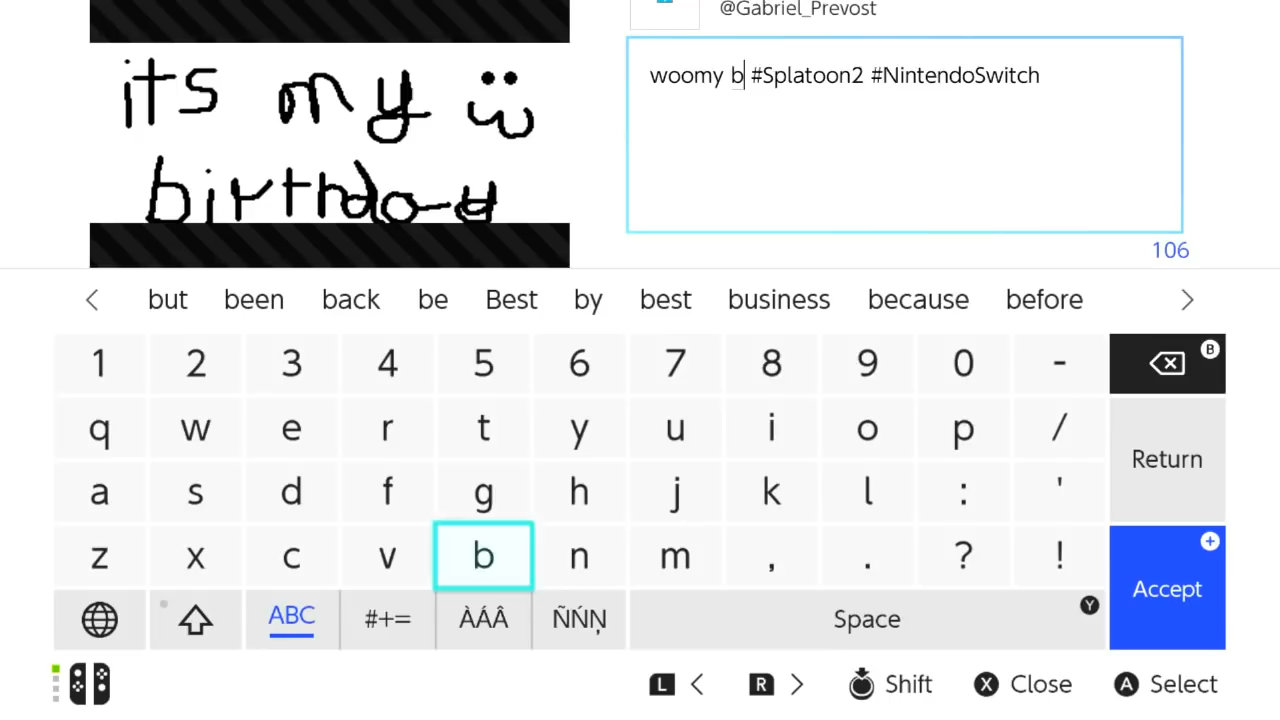 @Gabriel_Prevost
its my
birthday
woomy b #Splatoon2 #NintendoSwitch
106
but been back be Best by best business because before
1 2 3 4 5 6 7 8 9 0 -
B
q w e r t y u i o p /
Return
a s d f g h j k l : '
z x c v b n m , . ? !
+
Accept
ABC #+= ÀÁÂ ÑŃŅ Space Y
L R Shift X Close A Select